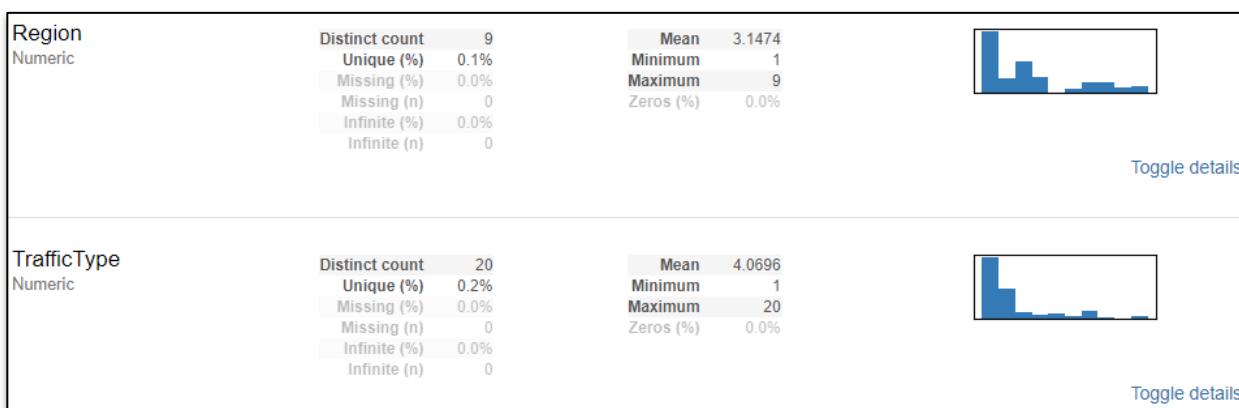 Region
Numeric
Distinct count 9
Unique (%) 0.1%
Missing (%) 0.0%
Missing (n) 0
Infinite (%) 0.0%
Infinite (n) 0
Mean 3.1474
Minimum 1
Maximum 9
Zeros (%) 0.0%
Toggle details
TrafficType
Numeric
Distinct count 20
Unique (%) 0.2%
Missing (%) 0.0%
Missing (n) 0
Infinite (%) 0.0%
Infinite (n) 0
Mean 4.0696
Minimum 1
Maximum 20
Zeros (%) 0.0%
Toggle details